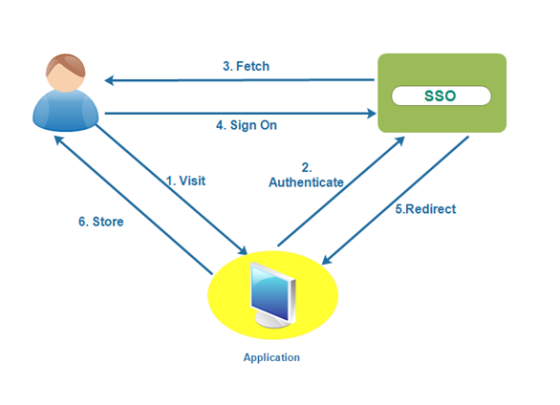 3. Fetch
SSO
4. Sign On
1. Visit
2.
Authenticate
5.Redirect
6. Store
Application